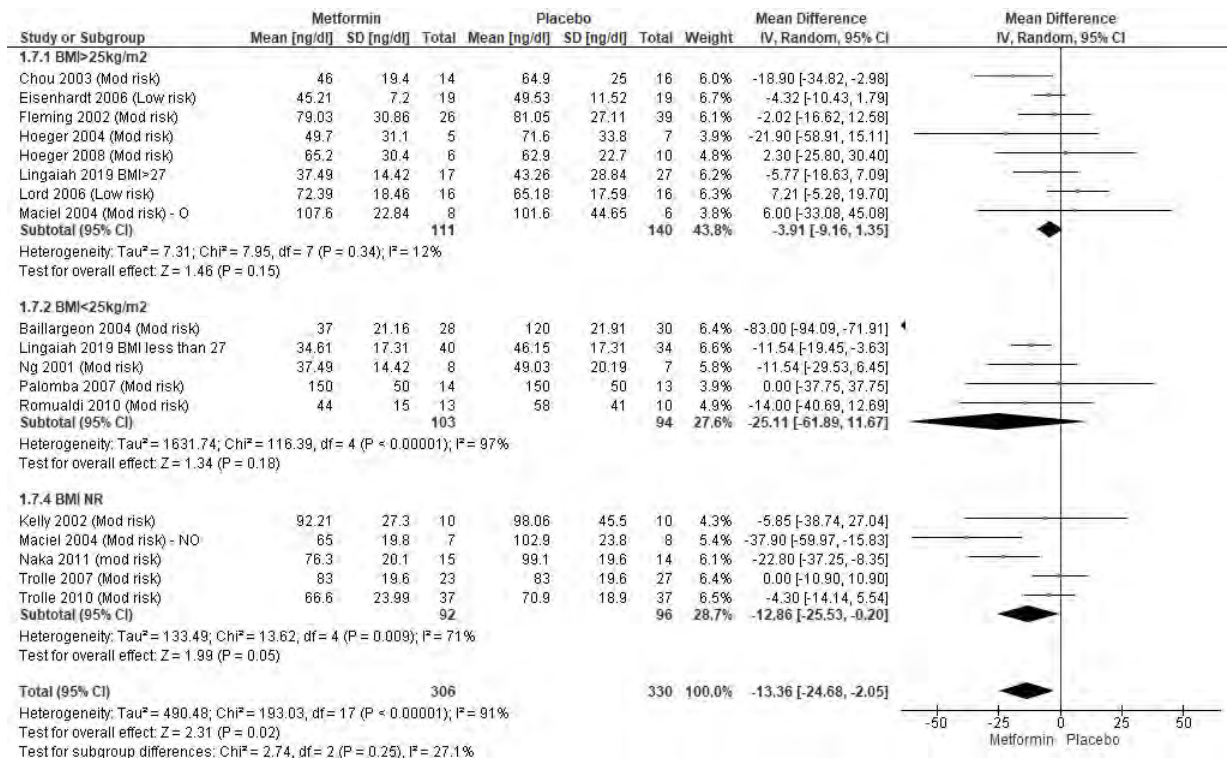 Metformin Placebo Mean Difference Mean Difference
Study or Subgroup Mean [ng/dl] SD [ng/dl] Total Mean [ng/dl] SD [ng/dl] Total Weight IV, Random, 95% CI IV, Random, 95% CI
1.7.1 BMI>25kg/m2
Chou 2003 (Mod risk) 46 19.4 14 64.9 25 16 6.0% -18.90 [-34.82, -2.98]
Eisenhardt 2006 (Low risk) 45.21 7.2 19 49.53 11.52 19 6.7% -4.32 [-10.43, 1.79]
Fleming 2002 (Mod risk) 79.03 30.86 26 81.05 27.11 39 6.1% -2.02 [-16.62, 12.58]
Hoeger 2004 (Mod risk) 49.7 31.1 5 71.6 33.8 7 3.9% -21.90 [-58.91, 15.11]
Hoeger 2008 (Mod risk) 65.2 30.4 6 62.9 22.7 10 4.8% 2.30 [-25.80, 30.40]
Lingaiah 2019 BMI>27 37.49 14.42 17 43.26 28.84 27 6.2% -5.77 [-18.63, 7.09]
Lord 2006 (Low risk) 72.39 18.46 16 65.18 17.59 16 6.3% 7.21 [-5.28, 19.70]
Maciel 2004 (Mod risk) - O 107.6 22.84 8 101.6 44.65 6 3.8% 6.00 [-33.08, 45.08]
Subtotal (95% CI) 111 140 43.8% -3.91 [-9.16, 1.35]
Heterogeneity: Tau² = 7.31; Chi² = 7.95, df = 7 (P = 0.34); I² = 12%
Test for overall effect: Z = 1.46 (P = 0.15)
1.7.2 BMI<25kg/m2
Baillargeon 2004 (Mod risk) 37 21.16 28 120 21.91 30 6.4% -83.00 [-94.09, -71.91]
Lingaiah 2019 BMI less than 27 34.61 17.31 40 46.15 17.31 34 6.6% -11.54 [-19.45, -3.63]
Ng 2001 (Mod risk) 37.49 14.42 8 49.03 20.19 7 5.8% -11.54 [-29.53, 6.45]
Palomba 2007 (Mod risk) 150 50 14 150 50 13 3.9% 0.00 [-37.75, 37.75]
Romualdi 2010 (Mod risk) 44 15 13 58 41 10 4.9% -14.00 [-40.69, 12.69]
Subtotal (95% CI) 103 94 27.6% -25.11 [-61.89, 11.67]
Heterogeneity: Tau² = 1631.74; Chi² = 116.39, df = 4 (P < 0.00001); I² = 97%
Test for overall effect: Z = 1.34 (P = 0.18)
1.7.4 BMI NR
Kelly 2002 (Mod risk) 92.21 27.3 10 98.06 45.5 10 4.3% -5.85 [-38.74, 27.04]
Maciel 2004 (Mod risk) - NO 65 19.8 7 102.9 23.8 8 5.4% -37.90 [-59.97, -15.83]
Naka 2011 (mod risk) 76.3 20.1 15 99.1 19.6 14 6.1% -22.80 [-37.25, -8.35]
Trolle 2007 (Mod risk) 83 19.6 23 83 19.6 27 6.4% 0.00 [-10.90, 10.90]
Trolle 2010 (Mod risk) 66.6 23.99 37 70.9 18.9 37 6.5% -4.30 [-14.14, 5.54]
Subtotal (95% CI) 92 96 28.7% -12.86 [-25.53, -0.20]
Heterogeneity: Tau² = 133.49; Chi² = 13.62, df = 4 (P = 0.009); I² = 71%
Test for overall effect: Z = 1.99 (P = 0.05)
Total (95% CI) 306 330 100.0% -13.36 [-24.68, -2.05]
Heterogeneity: Tau² = 490.48; Chi² = 193.03, df = 17 (P < 0.00001); I² = 91%
Test for overall effect: Z = 2.31 (P = 0.02)
Test for subgroup differences: Chi² = 2.74, df = 2 (P = 0.25), I² = 27.1%
-50 -25 0 25 50
Metformin Placebo